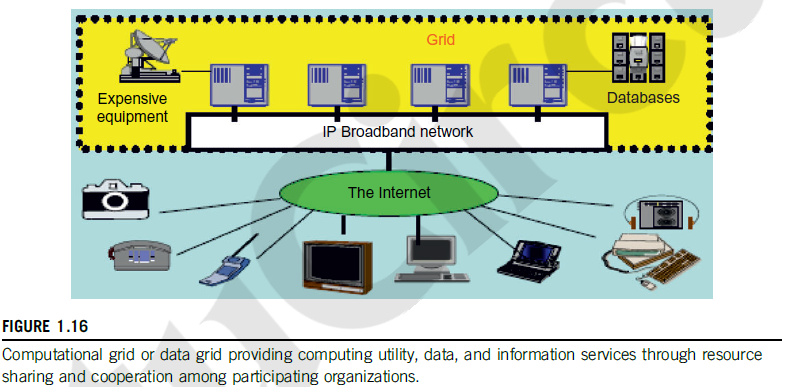 Grid
Expensive
equipment
Databases
IP Broadband network
The Internet
FIGURE 1.16
Computational grid or data grid providing computing utility, data, and information services through resource
sharing and cooperation among participating organizations.